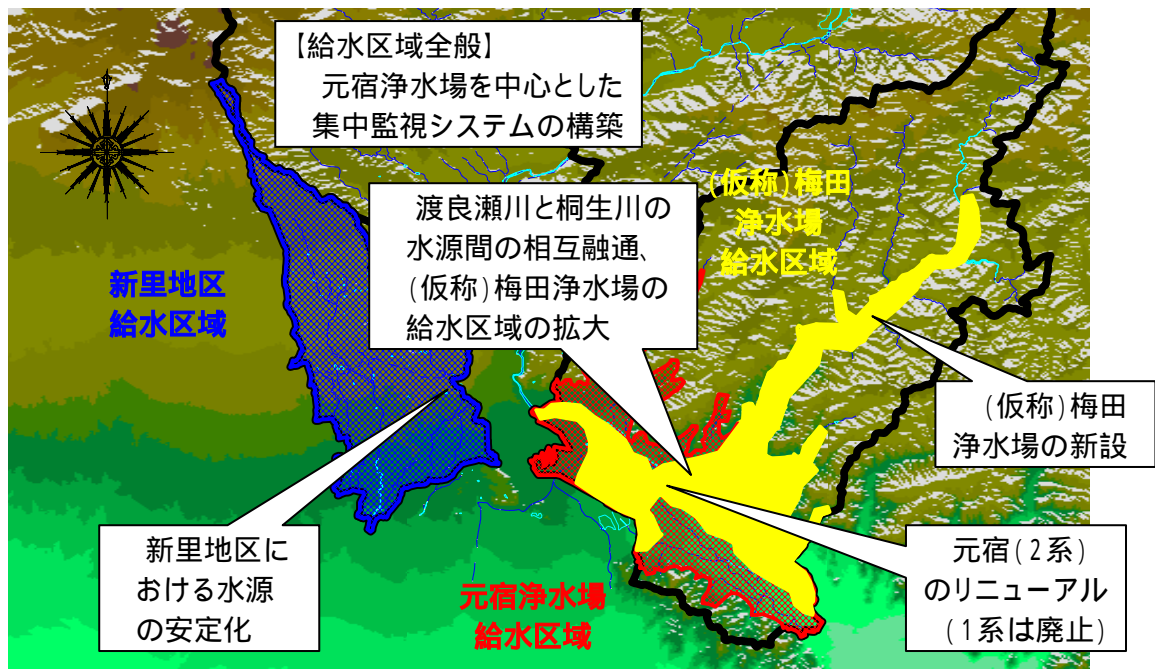 【給水区域全般】
元宿浄水場を中心とした
集中監視システムの構築
渡良瀬川と桐生川の
水源間の相互融通、
(仮称)梅田浄水場の
給水区域の拡大
(仮称)梅田
浄水場
給水区域
新里地区
給水区域
(仮称)梅田
浄水場の新設
新里地区に
おける水源
の安定化
元宿浄水場
給水区域
元宿(2系)
のリニューアル
(1系は廃止)